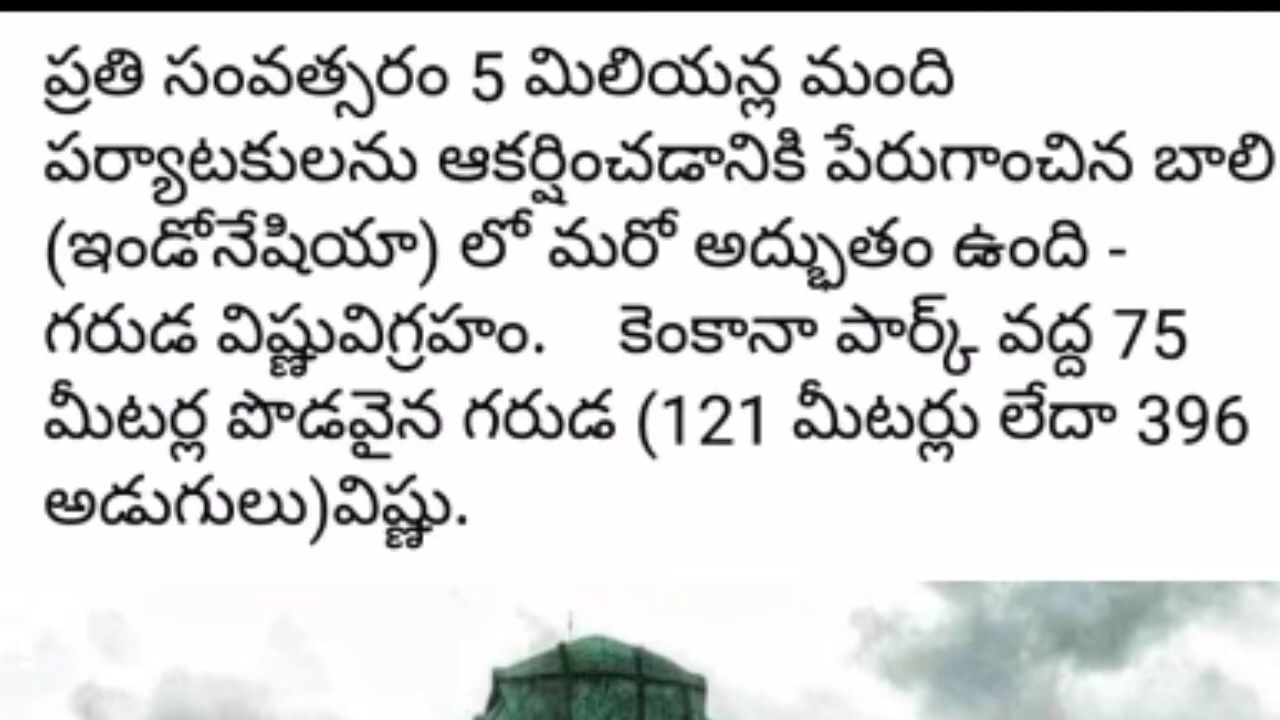 ప్రతి సంవత్సరం 5 మిలియన్ల మంది
పర్యాటకులను ఆకర్షించడానికి పేరుగాంచిన బాలి
(ఇండోనేషియా) లో మరో అద్భుతం ఉంది -
గరుడ విష్ణువిగ్రహం. కెంకానా పార్క్ వద్ద 75
మీటర్ల పొడవైన గరుడ (121 మీటర్లు లేదా 396
అడుగులు)విష్ణు.